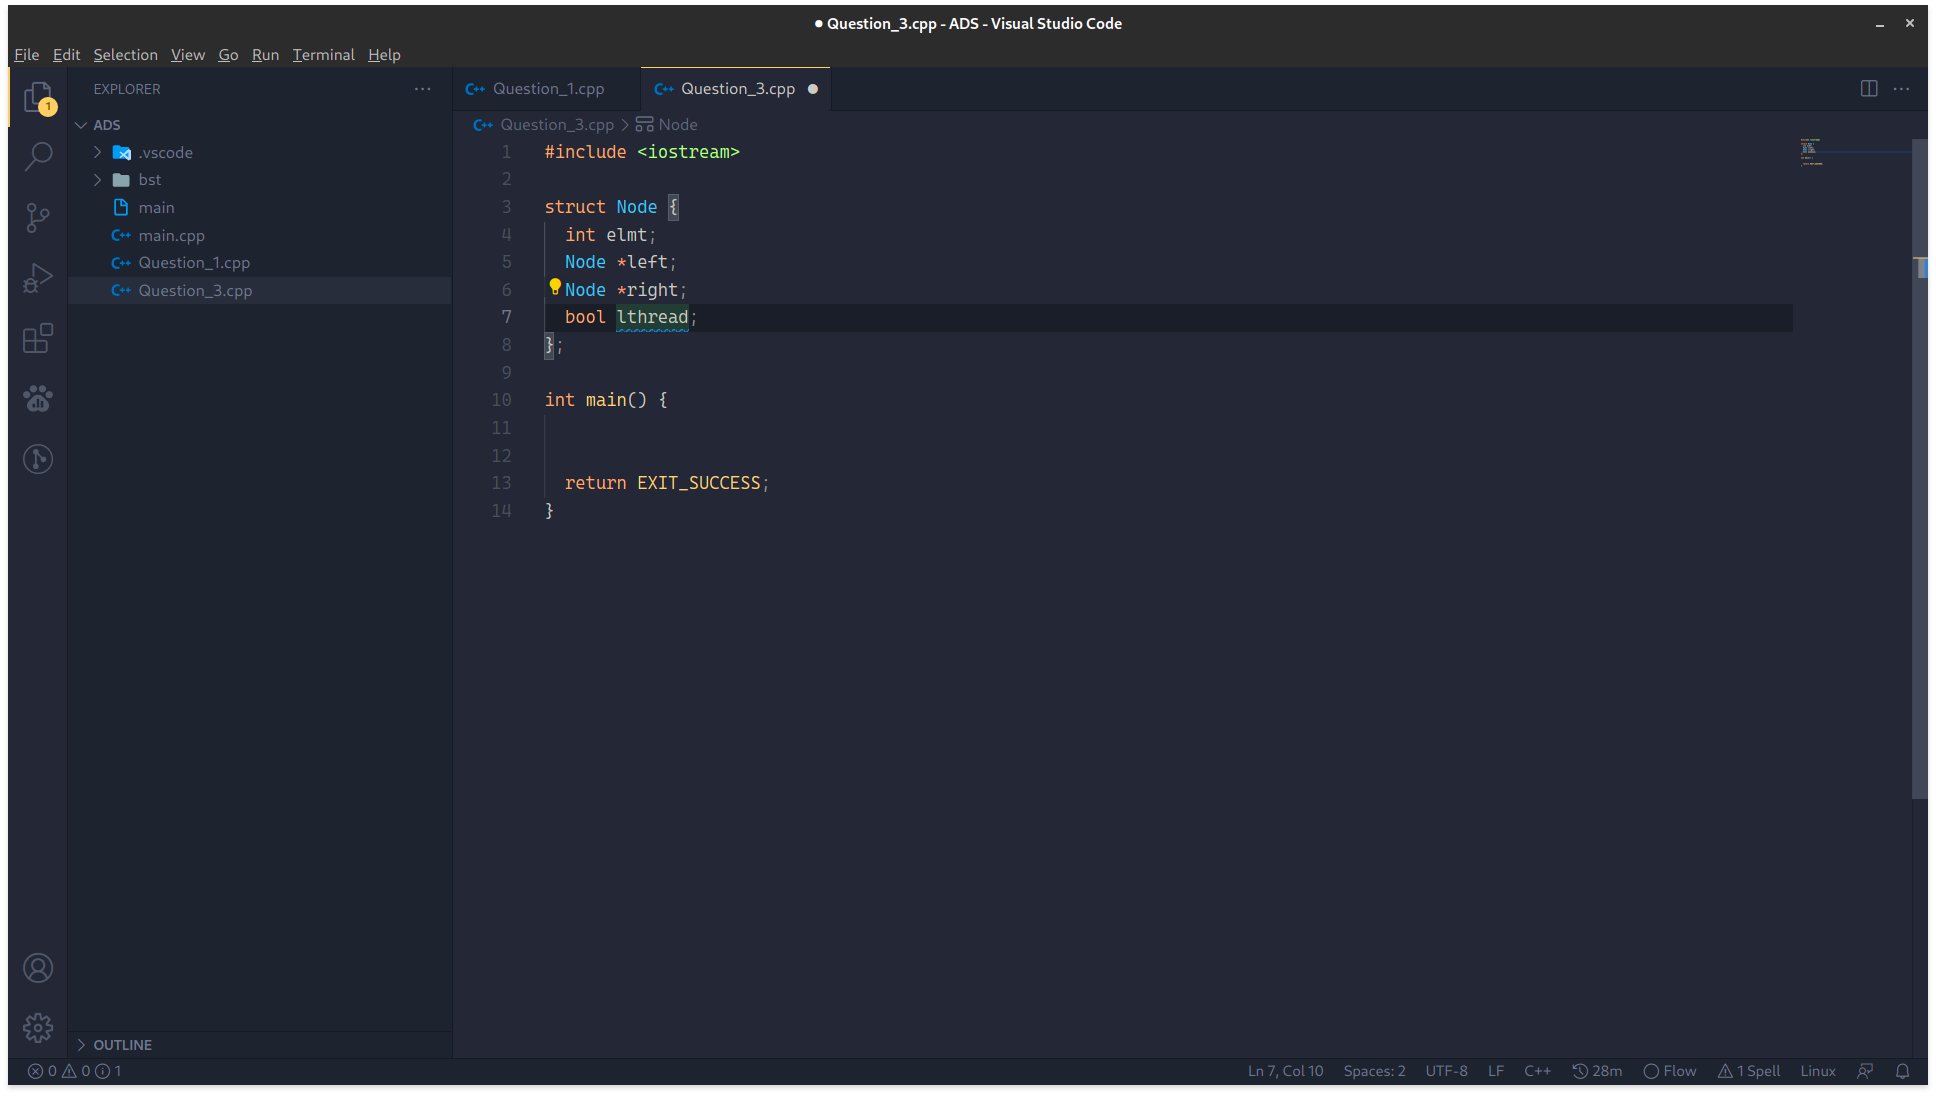 ● Question_3.cpp - ADS - Visual Studio Code
File Edit Selection View Go Run Terminal Help
1
EXPLORER
ADS
.vscode
bst
main
main.cpp
Question_1.cpp
Question_3.cpp
OUTLINE
Question_1.cpp Question_3.cpp
Question_3.cpp > Node
1 #include <iostream>
2
3 struct Node {
4 int elmt;
5 Node *left;
6 Node *right;
7 bool lthread;
8 };
9
10 int main() {
11
12
13 return EXIT_SUCCESS;
14 }
0 0 1 Ln 7, Col 10 Spaces: 2 UTF-8 LF C++ 28m Flow 1 Spell Linux